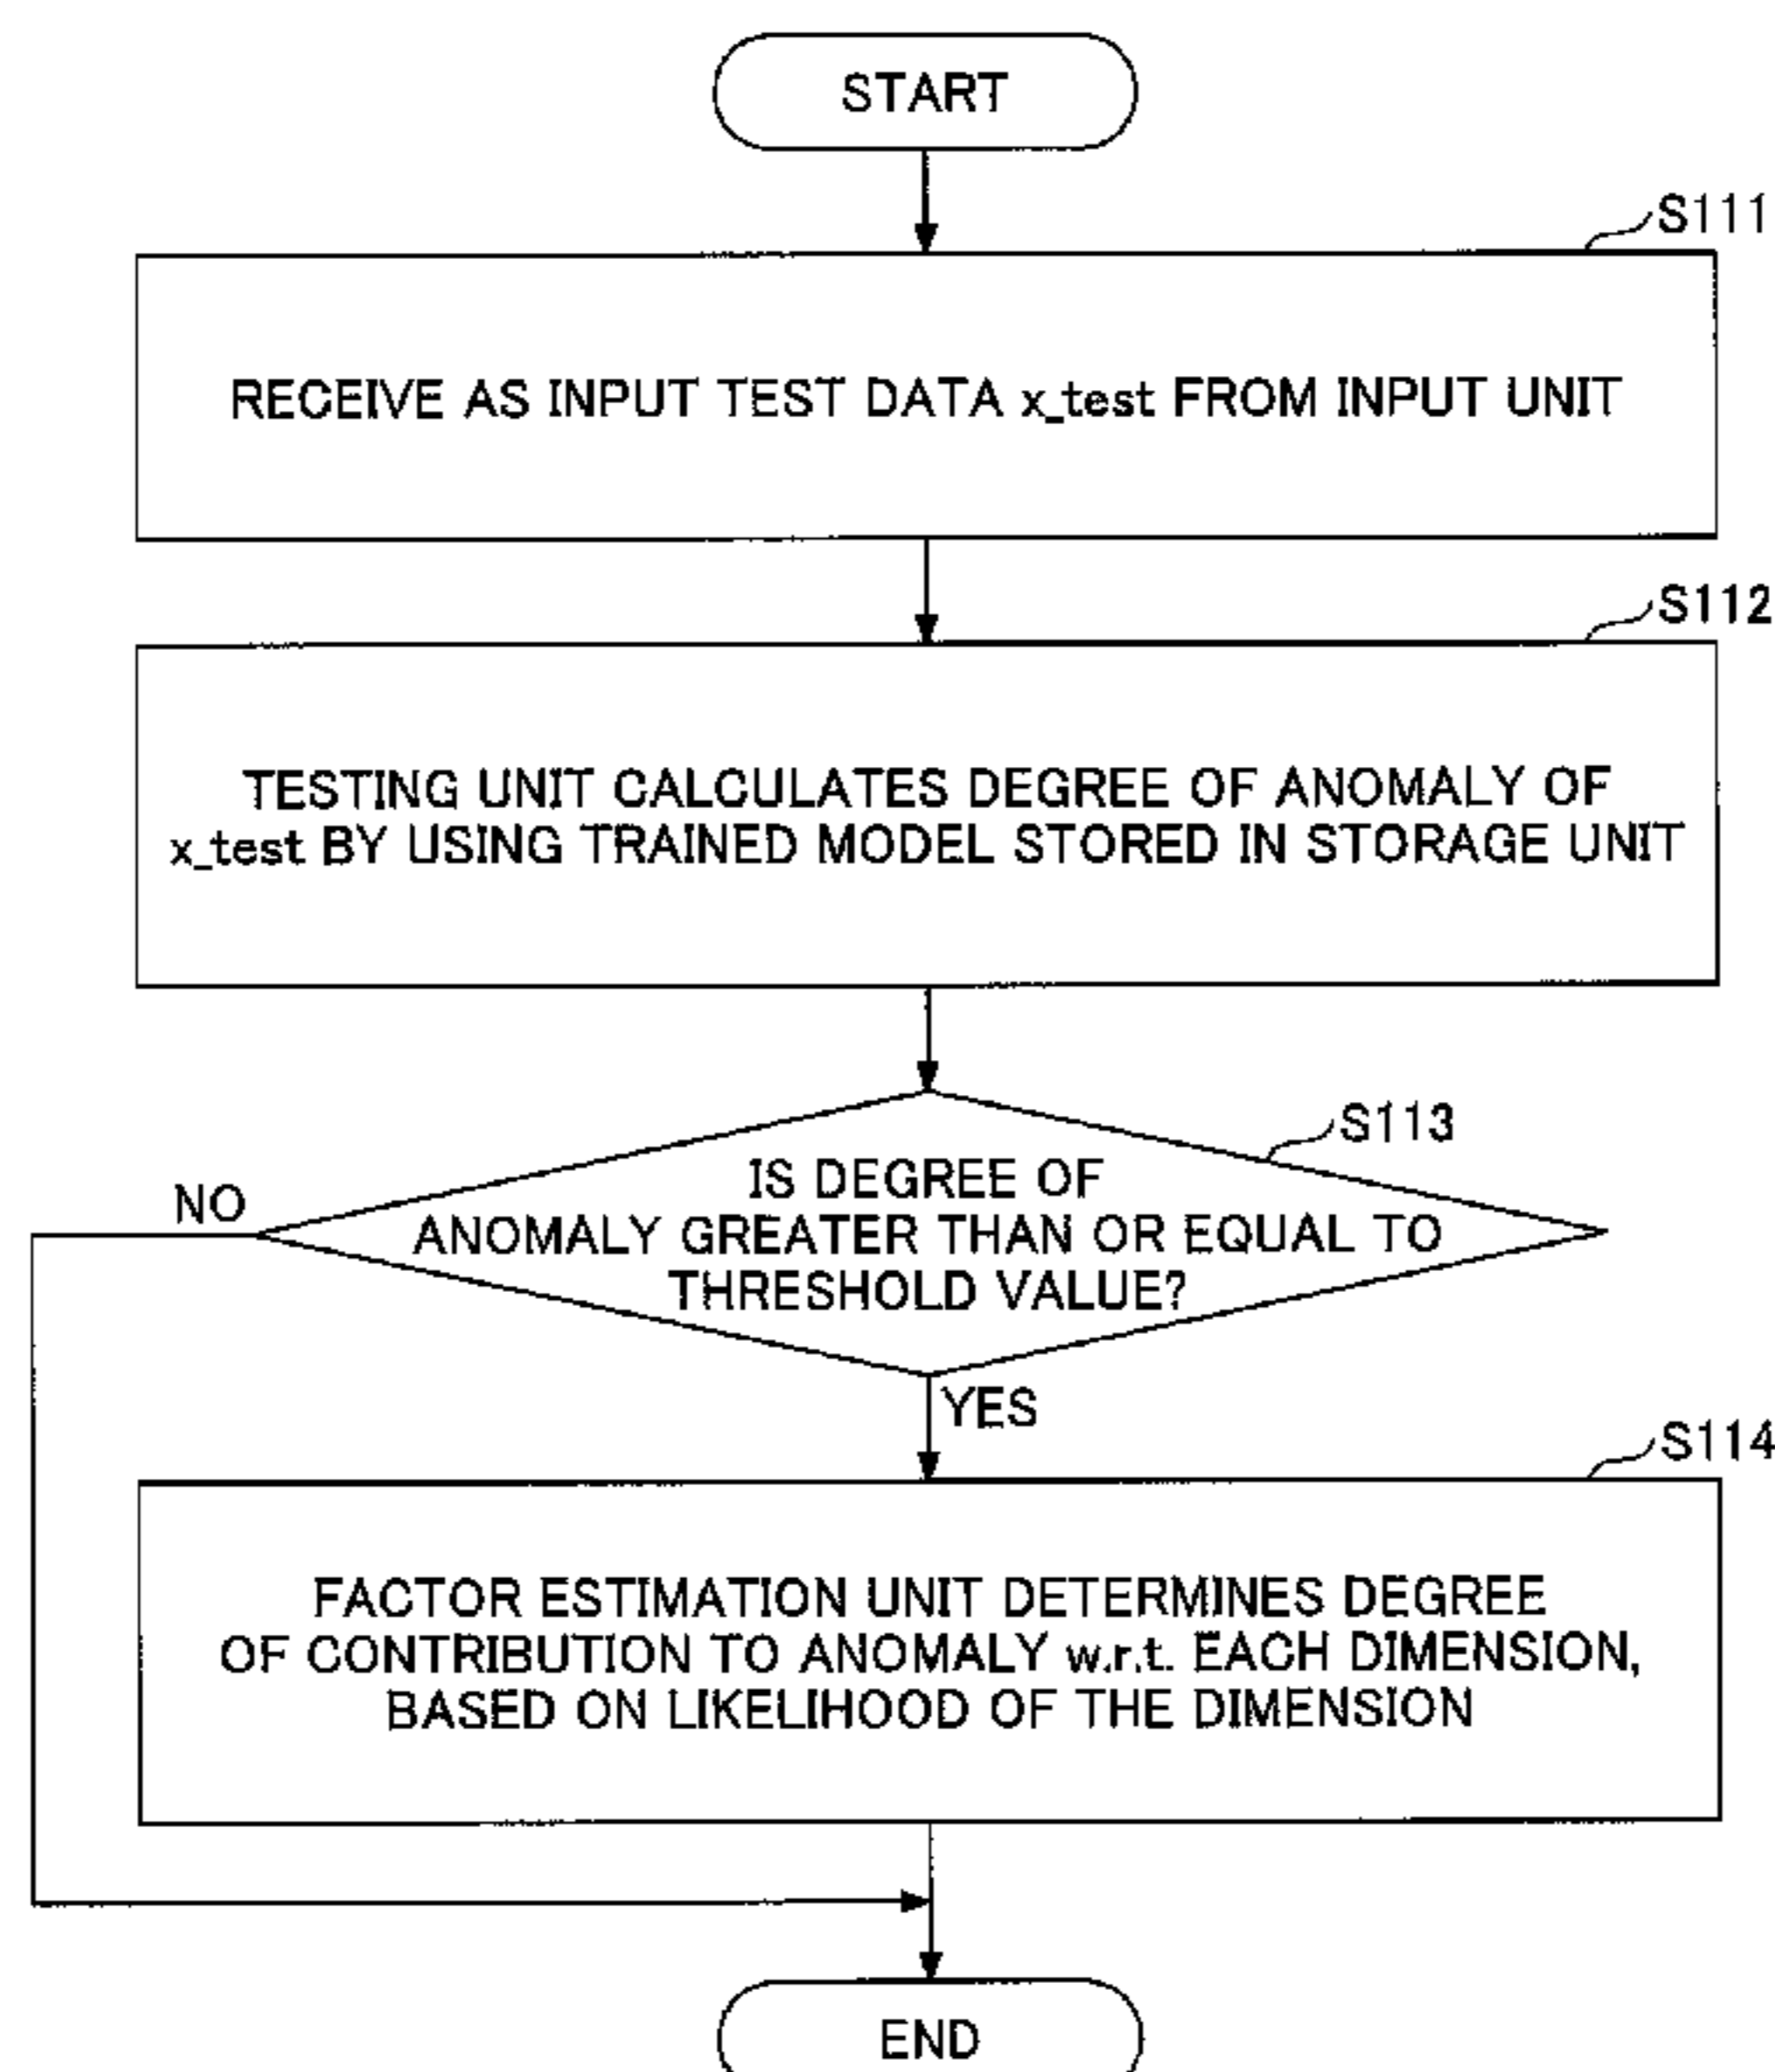 START
S111
RECEIVE AS INPUT TEST DATA x_test FROM INPUT UNIT
S112
TESTING UNIT CALCULATES DEGREE OF ANOMALY OF
x_test BY USING TRAINED MODEL STORED IN STORAGE UNIT
S113
IS DEGREE OF
ANOMALY GREATER THAN OR EQUAL TO
THRESHOLD VALUE?
NO
YES
S114
FACTOR ESTIMATION UNIT DETERMINES DEGREE
OF CONTRIBUTION TO ANOMALY w.r.t. EACH DIMENSION,
BASED ON LIKELIHOOD OF THE DIMENSION
END